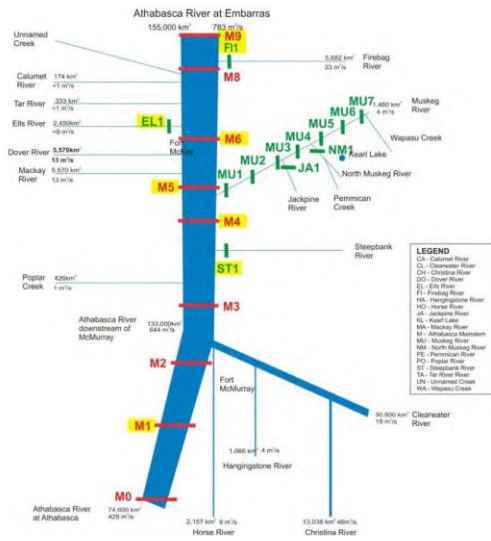 Athabasca River at Embarras
155,000 km²
783 m³/s
M9
FI1
Unnamed
Creek
5,682 km²
23 m³/s
Firebag
River
M8
Calumet
River
174 km²
<1 m³/s
Tar River
333 km²
<1 m³/s
Ells River
2,450km²
<9 m³/s
EL1
Fort
McKay
M6
Dover River
5,570km²
13 m³/s
Mackay
River
5,570 km²
13 m³/s
M5
MU1
MU2
MU3
MU4
MU5
MU6
MU7
1,460 km²
4 m³/s
Muskeg
River
Wapasu Creek
Kearl Lake
NM1
North Muskeg River
JA1
Jackpine
River
Pemmican
Creek
M4
ST1
Steepbank
River
Poplar
Creek
426km²
1 m³/s
M3
Athabasca River
downstream of
McMurray
133,000km²
644 m³/s
M2
Fort
McMurray
M1
30,800 km²
19 m³/s
Clearwater
River
1,066 km² 4 m³/s
Hangingstone River
M0
Athabasca River
at Athabasca
74,600 km²
429 m³/s
2,157 km² 9 m³/s
Horse River
13,038 km² 46m³/s
Christina River
LEGEND
CA - Calumet River
CL - Clearwater River
CH - Christina River
DO - Dover River
EL - Ells River
FI - Firebag River
HA - Hangingstone River
HO - Horse River
JA - Jackpine River
KL - Kearl Lake
MA - Mackay River
M - Athabasca Mainstem
MU - Muskeg River
NM - North Muskeg River
PE - Pemmican River
PO - Poplar River
ST - Steepbank River
TA - Tar River River
UN - Unnamed Creek
WA - Wapasu Creek